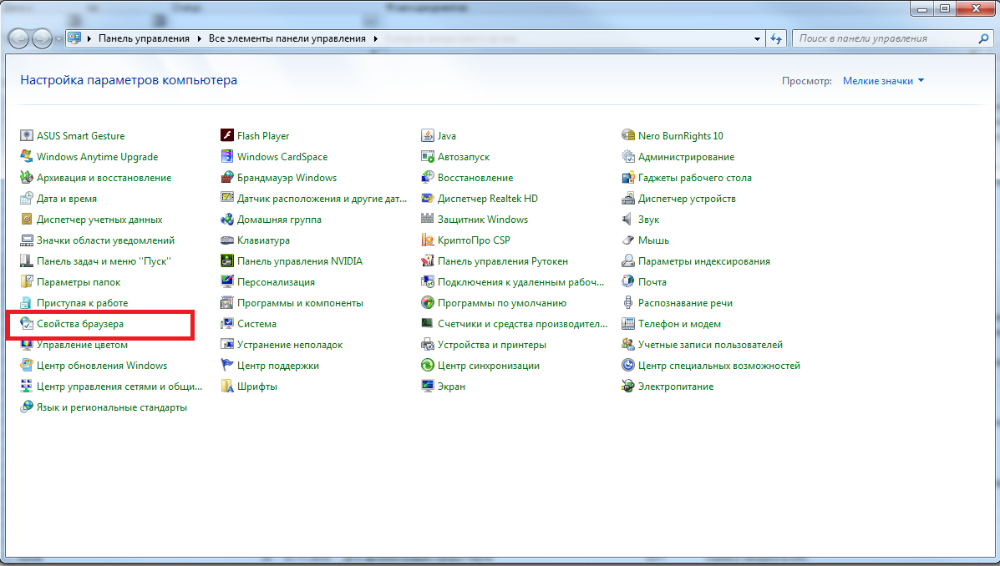 Панель управления Все элементы панели управления
Поиск в панели управления
Настройка параметров компьютера
Просмотр: Мелкие значки
ASUS Smart Gesture
Flash Player
Java
Nero BurnRights 10
Windows Anytime Upgrade
Windows CardSpace
Автозапуск
Администрирование
Архивация и восстановление
Брандмауэр Windows
Восстановление
Гаджеты рабочего стола
Дата и время
Датчик расположения и другие дат...
Диспетчер Realtek HD
Диспетчер устройств
Диспетчер учетных данных
Домашняя группа
Защитник Windows
Звук
Значки области уведомлений
Клавиатура
КриптоПро CSP
Мышь
Панель задач и меню "Пуск"
Панель управления NVIDIA
Панель управления Рутокен
Параметры индексирования
Параметры папок
Персонализация
Подключения к удаленным рабоч...
Почта
Приступая к работе
Программы и компоненты
Программы по умолчанию
Распознавание речи
Свойства браузера
Система
Счетчики и средства производител...
Телефон и модем
Управление цветом
Устранение неполадок
Устройства и принтеры
Учетные записи пользователей
Центр обновления Windows
Центр поддержки
Центр синхронизации
Центр специальных возможностей
Центр управления сетями и общи...
Шрифты
Экран
Электропитание
Язык и региональные стандарты